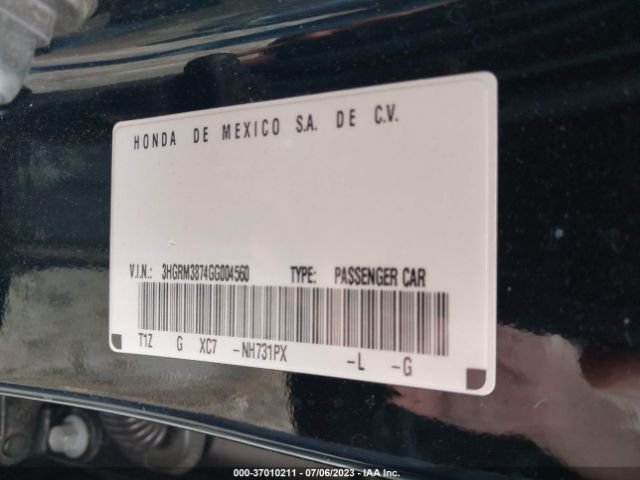 HONDA DE MEXICO S.A. DE C.V.
V.I.N.: 3HGRM3874GG004560 TYPE: PASSENGER CAR
T1Z G XC7 -NH731PX -L -G
000-37010211 - 07/06/2023 - IAA Inc.